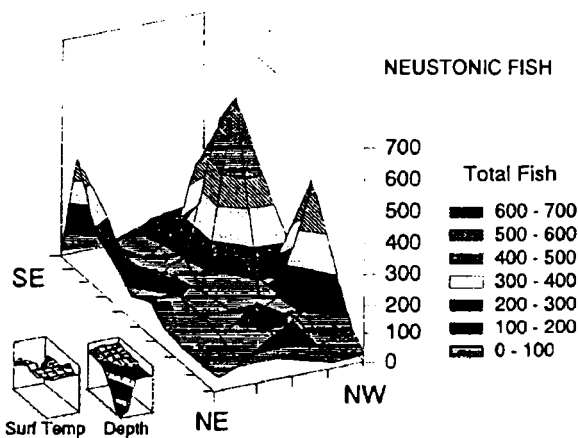 NEUSTONIC FISH
700
600
500
400
300
200
100
0
Total Fish
600 - 700
500 - 600
400 - 500
300 - 400
200 - 300
100 - 200
0 - 100
SE
NE
NW
Surf Temp
Depth